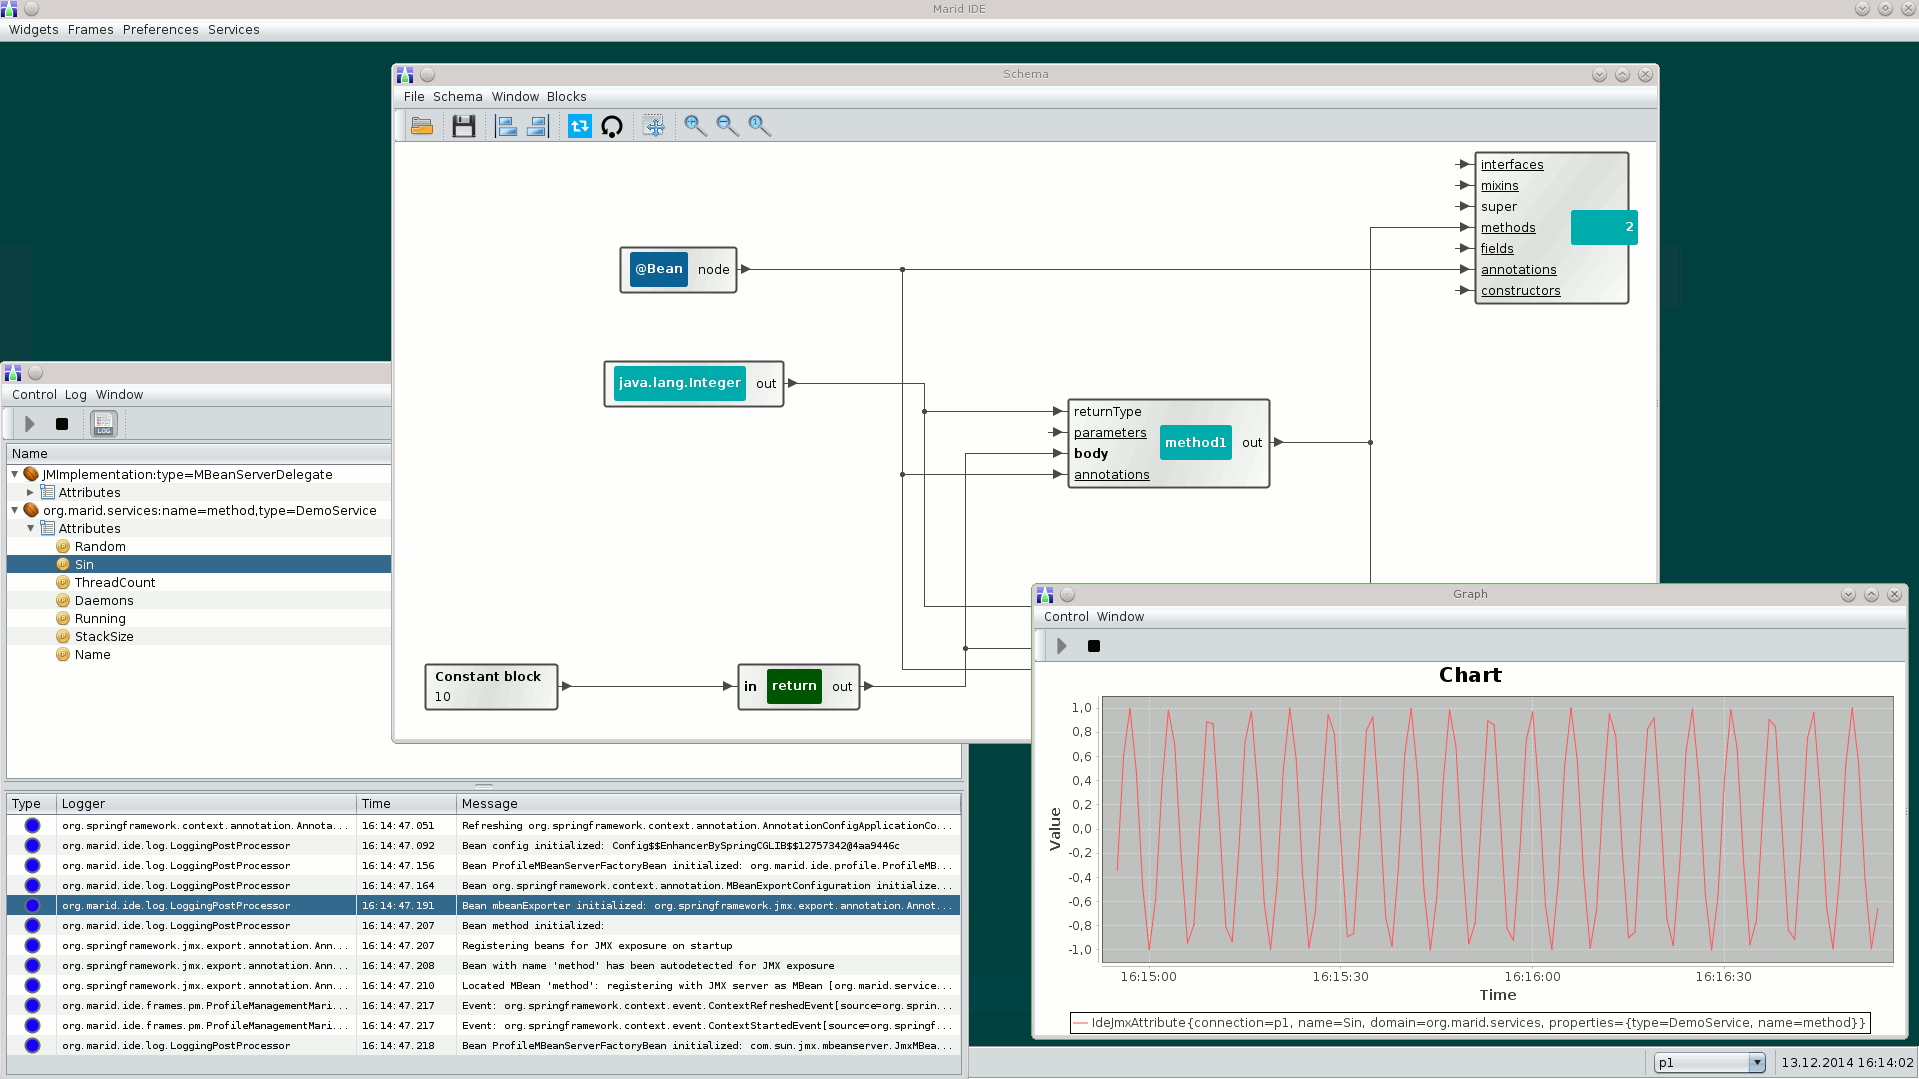 Marid IDE
Widgets Frames Preferences Services
Schema
File Schema Window Blocks
interfaces
mixins
super
methods
2
fields
annotations
constructors
@Bean node
java.lang.Integer out
returnType
parameters
body
annotations
method1 out
Constant block
10
in return out
Control Log Window
LOG
Name
JMImplementation:type=MBeanServerDelegate
Attributes
org.marid.services:name=method,type=DemoService
Attributes
Random
Sin
ThreadCount
Daemons
Running
StackSize
Name
Type Logger Time Message
org.springframework.context.annotation.Annota... 16:14:47.051 Refreshing org.springframework.context.annotation.AnnotationConfigApplicationCo...
org.marid.ide.log.LoggingPostProcessor 16:14:47.092 Bean config initialized: Config$$EnhancerBySpringCGLIB$$12757342@4aa9446c
org.marid.ide.log.LoggingPostProcessor 16:14:47.156 Bean ProfileMBeanServerFactoryBean initialized: org.marid.ide.profile.ProfileMB...
org.marid.ide.log.LoggingPostProcessor 16:14:47.164 Bean org.springframework.context.annotation.MBeanExportConfiguration initialize...
org.marid.ide.log.LoggingPostProcessor 16:14:47.191 Bean mbeanExporter initialized: org.springframework.jmx.export.annotation.Annot...
org.marid.ide.log.LoggingPostProcessor 16:14:47.207 Bean method initialized:
org.springframework.jmx.export.annotation.Ann... 16:14:47.207 Registering beans for JMX exposure on startup
org.springframework.jmx.export.annotation.Ann... 16:14:47.208 Bean with name 'method' has been autodetected for JMX exposure
org.springframework.jmx.export.annotation.Ann... 16:14:47.210 Located MBean 'method': registering with JMX server as MBean [org.marid.service...
org.marid.ide.frames.pm.ProfileManagementMari... 16:14:47.217 Event: org.springframework.context.event.ContextRefreshedEvent[source=org.sprin...
org.marid.ide.frames.pm.ProfileManagementMari... 16:14:47.217 Event: org.springframework.context.event.ContextStartedEvent[source=org.springf...
org.marid.ide.log.LoggingPostProcessor 16:14:47.218 Bean ProfileMBeanServerFactoryBean initialized: com.sun.jmx.mbeanserver.JmxMBea...
Graph
Control Window
Chart
Value
1,0
0,8
0,6
0,4
0,2
0,0
-0,2
-0,4
-0,6
-0,8
-1,0
16:15:00 16:15:30 16:16:00 16:16:30
Time
IdeJmxAttribute{connection=p1, name=Sin, domain=org.marid.services, properties={type=DemoService, name=method}}
p1 13.12.2014 16:14:02